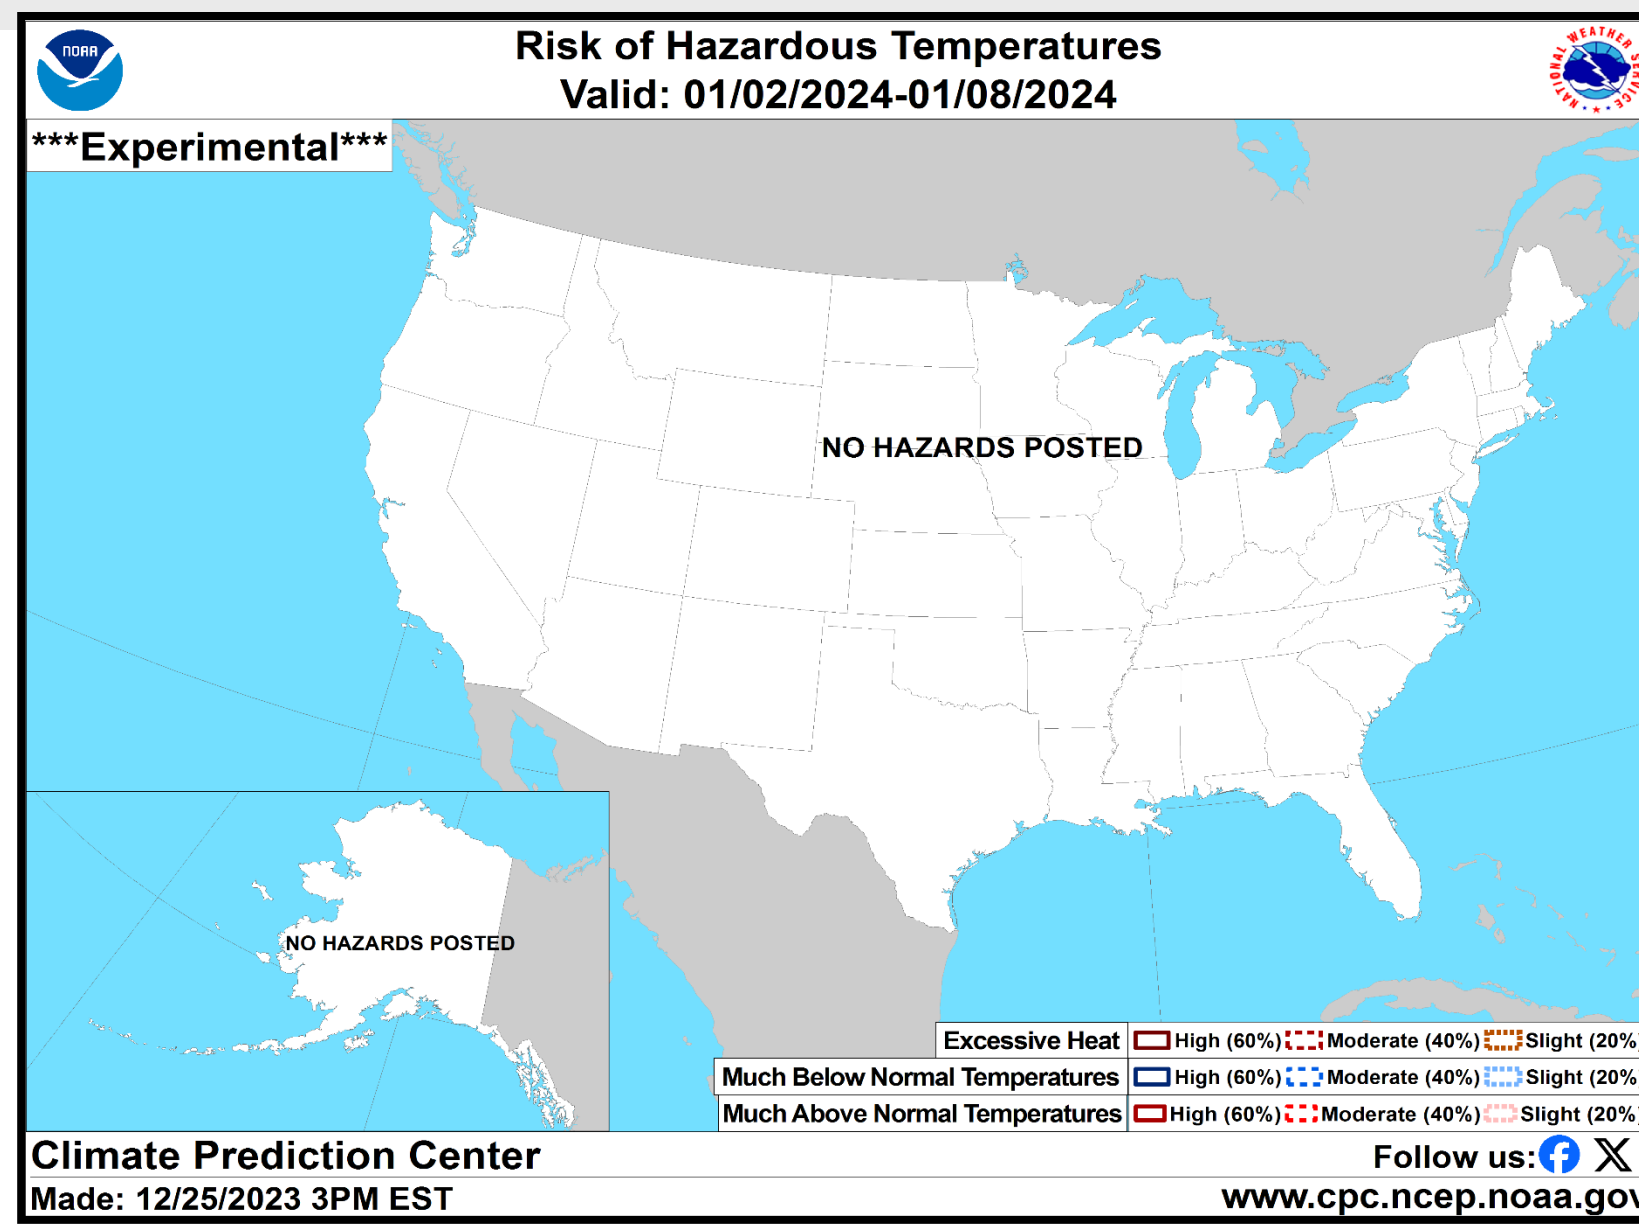 NOAA
Risk of Hazardous Temperatures
Valid: 01/02/2024-01/08/2024
NATIONAL WEATHER SERVICE
***Experimental***
NO HAZARDS POSTED
NO HAZARDS POSTED
Excessive Heat High (60%) Moderate (40%) Slight (20%)
Much Below Normal Temperatures High (60%) Moderate (40%) Slight (20%
Much Above Normal Temperatures High (60%) Moderate (40%) Slight (20%)
Climate Prediction Center
Follow us:
Made: 12/25/2023 3PM EST
www.cpc.ncep.noaa.gov